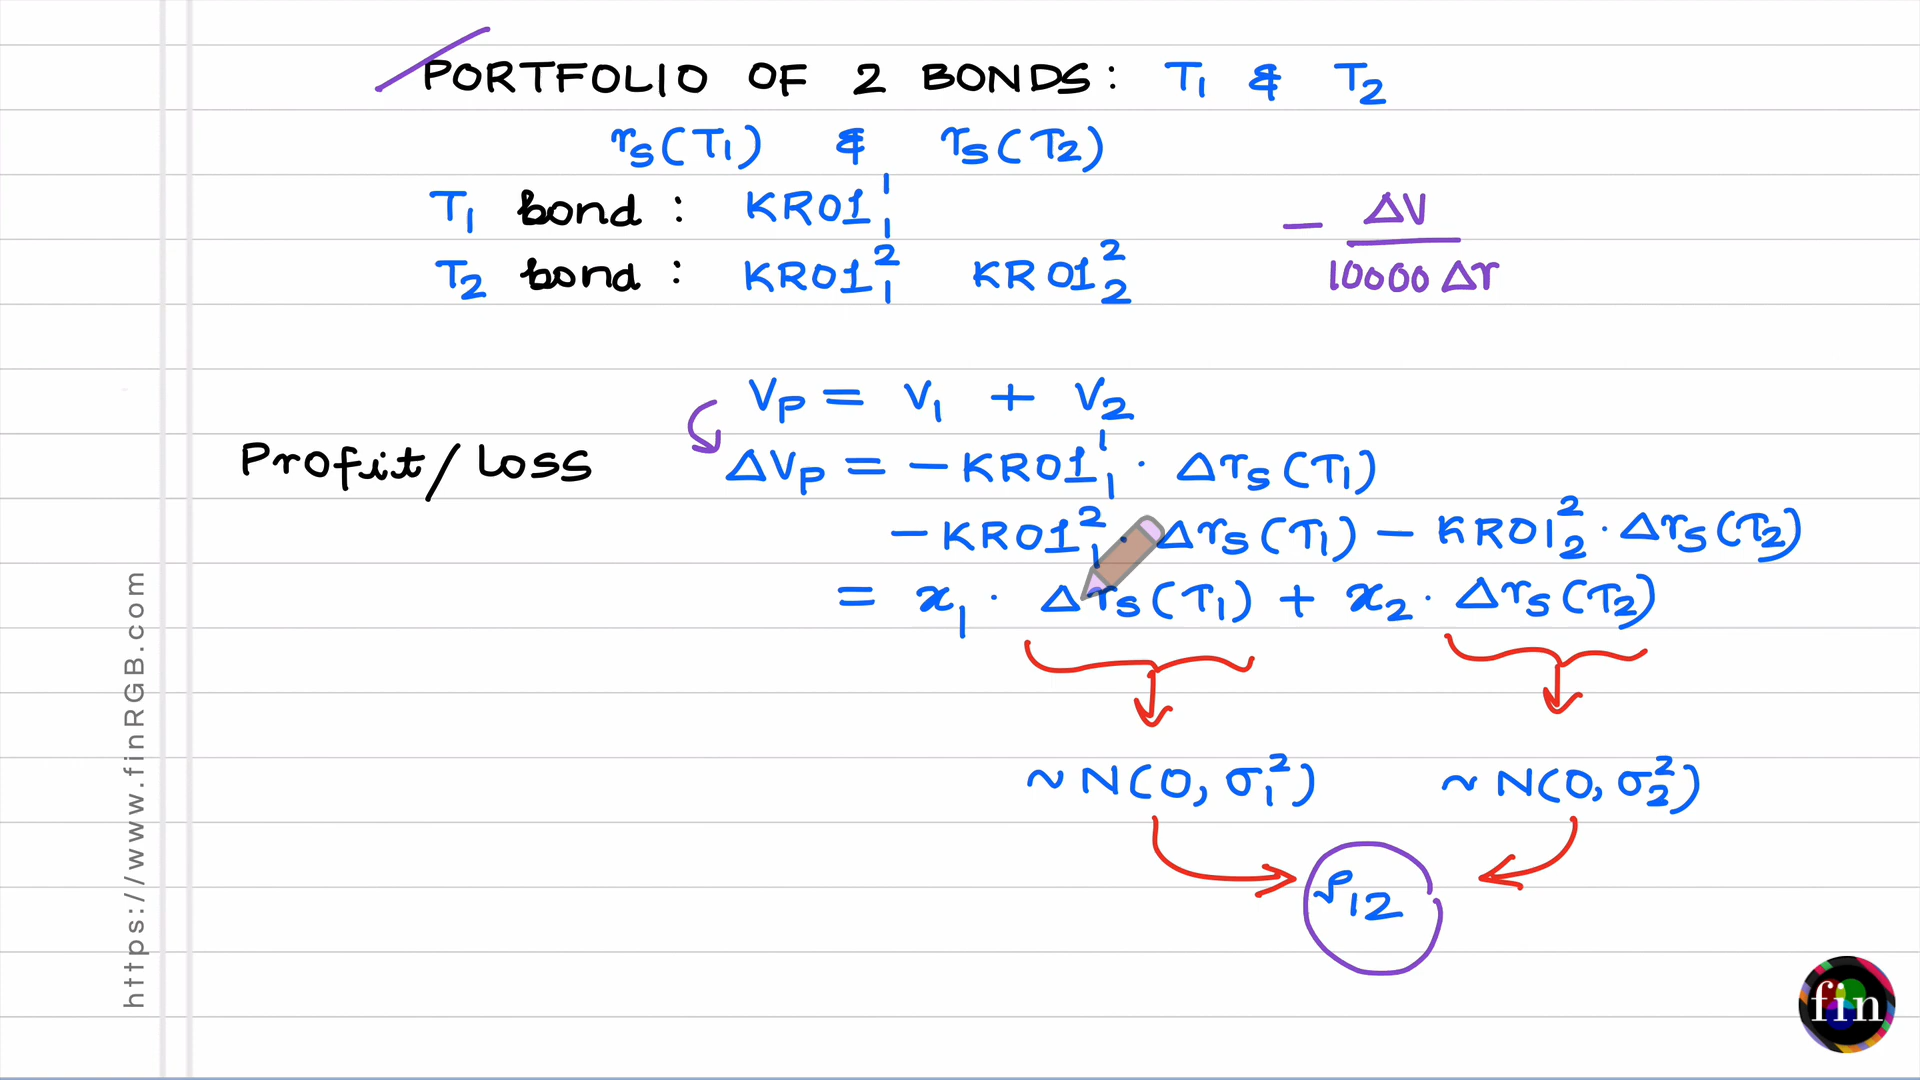 PORTFOLIO OF 2 BONDS: T₁ & T₂
rₛ(T₁) & rₛ(T₂)
T₁ bond : KR01₁¹
T₂ bond : KR01₁² KR01₂²
− ΔV
10000 Δr
Vₚ = V₁ + V₂
Profit/Loss ΔVₚ = −KR01₁¹ · Δrₛ(T₁)
−KR01₁² · Δrₛ(T₁) − KR01₂² · Δrₛ(T₂)
= x₁ · Δrₛ(T₁) + x₂ · Δrₛ(T₂)
~ N(0, σ₁²) ~ N(0, σ₂²)
ρ₁₂
https://www.finRGB.com
fin